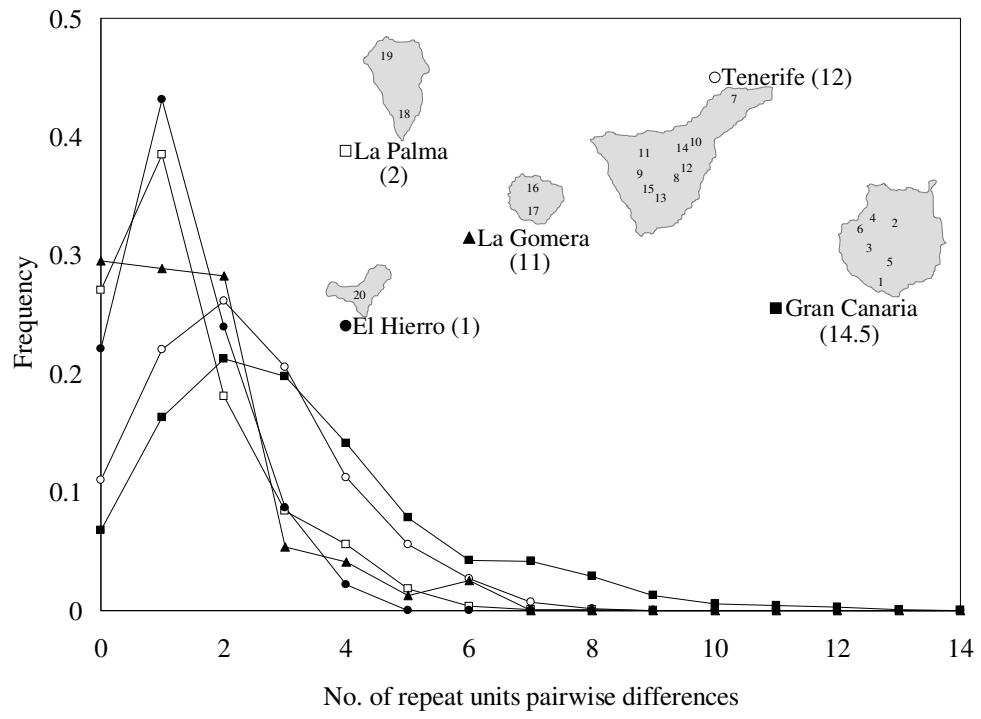 0.5
0.4
0.3
0.2
0.1
0
Frequency
0 2 4 6 8 10 12 14
No. of repeat units pairwise differences
19
18
□ La Palma
(2)
16
17
▲ La Gomera
(11)
20
● El Hierro (1)
○ Tenerife (12)
7
11 14 10
9 8 12
15 13
4 2
6
3
5
1
■ Gran Canaria
(14.5)